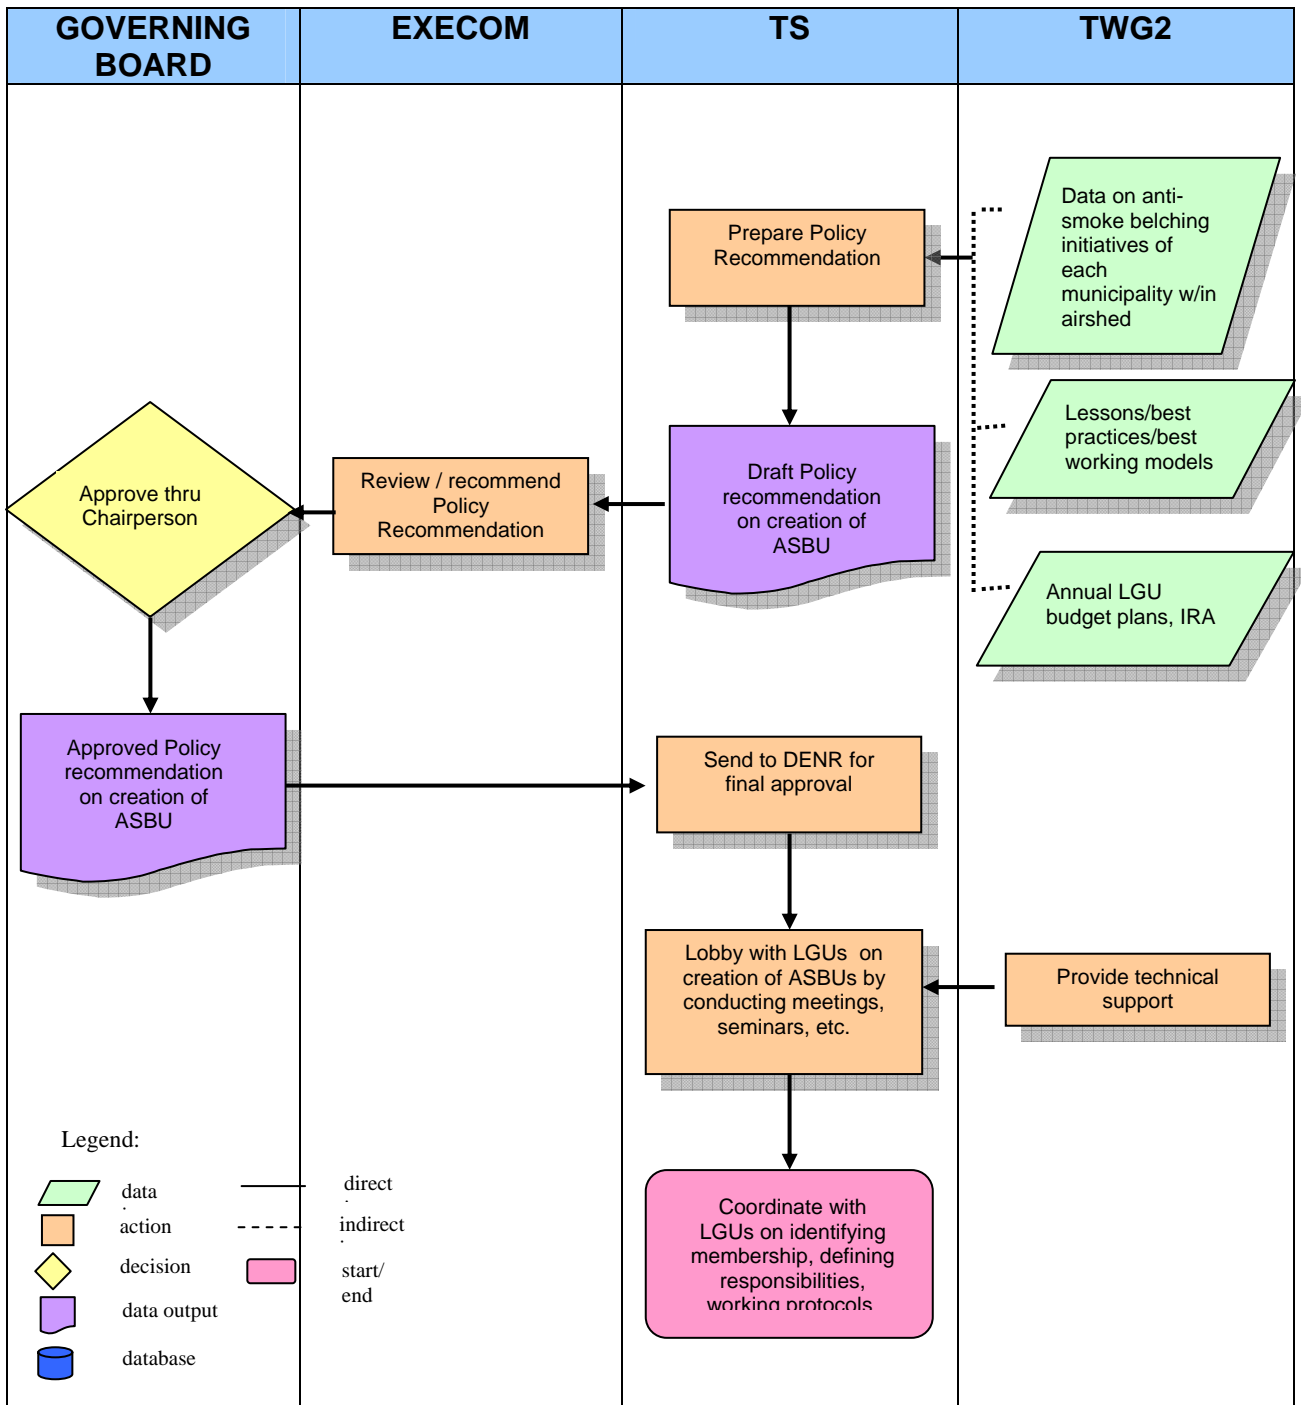 GOVERNING
BOARD
EXECOM
TS
TWG2
Data on anti-
smoke belching
initiatives of
each
municipality w/in
airshed
Prepare Policy
Recommendation
Lessons/best
practices/best
working models
Draft Policy
recommendation
on creation of
ASBU
Review / recommend
Policy
Recommendation
Approve thru
Chairperson
Annual LGU
budget plans, IRA
Approved Policy
recommendation
on creation of
ASBU
Send to DENR for
final approval
Lobby with LGUs on
creation of ASBUs by
conducting meetings,
seminars, etc.
Provide technical
support
Coordinate with
LGUs on identifying
membership, defining
responsibilities,
working protocols
Legend:
data
direct
action
indirect
decision
start/
end
data output
database